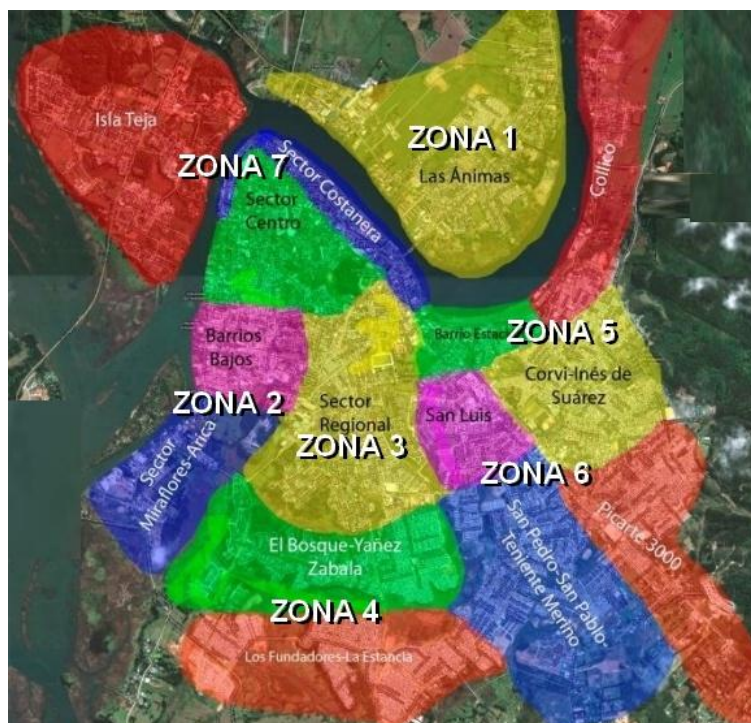 Isla Teja
ZONA 1
Las Ánimas
Collico
ZONA 7
Sector
Centro
Sector Costanera
Barrios
Bajos
ZONA 2
Sector
Miraflores-Arica
Sector
Regional
ZONA 3
Barrio
ZONA 5
Corvi-Inés de
Suárez
San Luis
ZONA 6
Picarte 3000
San Pedro-San Pablo-
Teniente Merino
El Bosque-Yañez
Zabala
ZONA 4
Los Fundadores-La Estancia